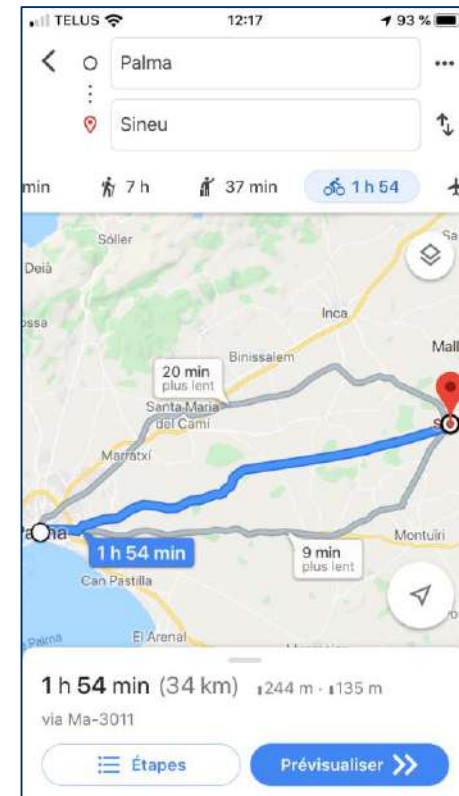 TELUS 12:17 93 %
Palma
Sineu
min 7 h 37 min 1 h 54
Sóller
Deià
Inca
Binissalem
20 min
plus lent
Santa Maria
del Camí
Marratxí
1 h 54 min
9 min
plus lent
Montuïri
Can Pastilla
El Arenal
1 h 54 min (34 km) 244 m · 135 m
via Ma-3011
Étapes
Prévisualiser